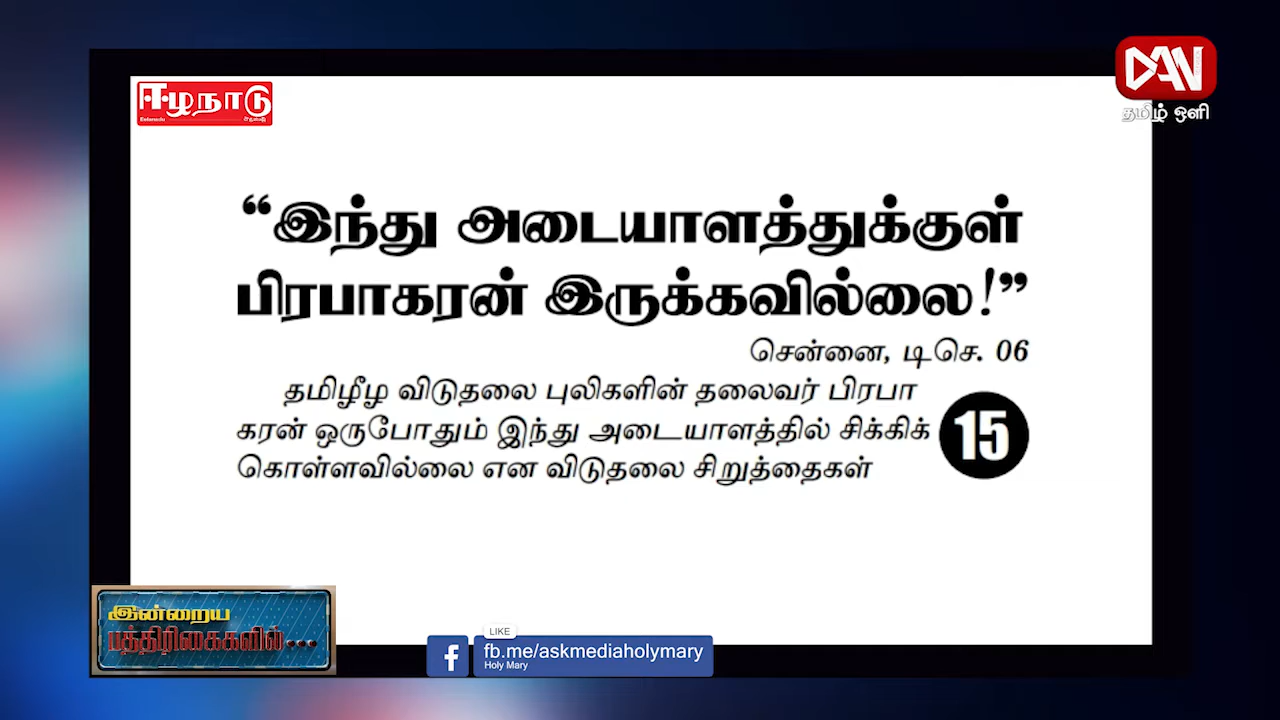 ஈழநாடு
DAN
தமிழ் ஒளி
“இந்து அடையாளத்துக்குள்
பிரபாகரன் இருக்கவில்லை!”
சென்னை, டிசெ. 06
தமிழீழ விடுதலை புலிகளின் தலைவர் பிரபா
கரன் ஒருபோதும் இந்து அடையாளத்தில் சிக்கிக்
கொள்ளவில்லை என விடுதலை சிறுத்தைகள்
15
இன்றைய
பத்திரிகைகளில்...
LIKE
fb.me/askmediaholymary
Holy Mary